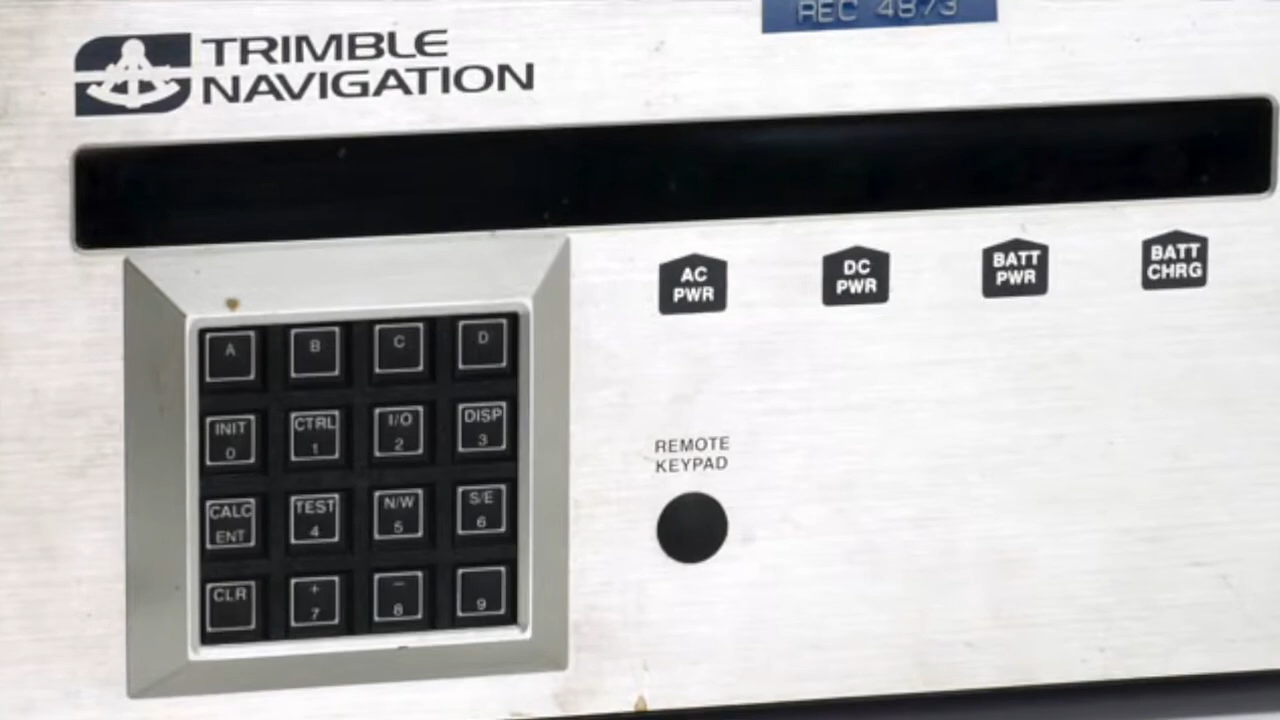 REC 4873
TRIMBLE
NAVIGATION
AC
PWR
DC
PWR
BATT
PWR
BATT
CHRG
A
B
C
D
INIT
0
CTRL
1
I/O
2
DISP
3
CALC
ENT
TEST
4
N/W
5
S/E
6
CLR
+
7
−
8
9
REMOTE
KEYPAD